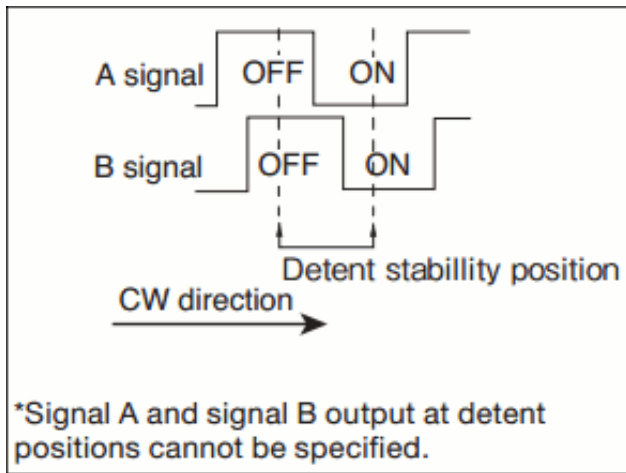 A signal OFF ON
B signal OFF ON
Detent stabillity position
CW direction
*Signal A and signal B output at detent
positions cannot be specified.